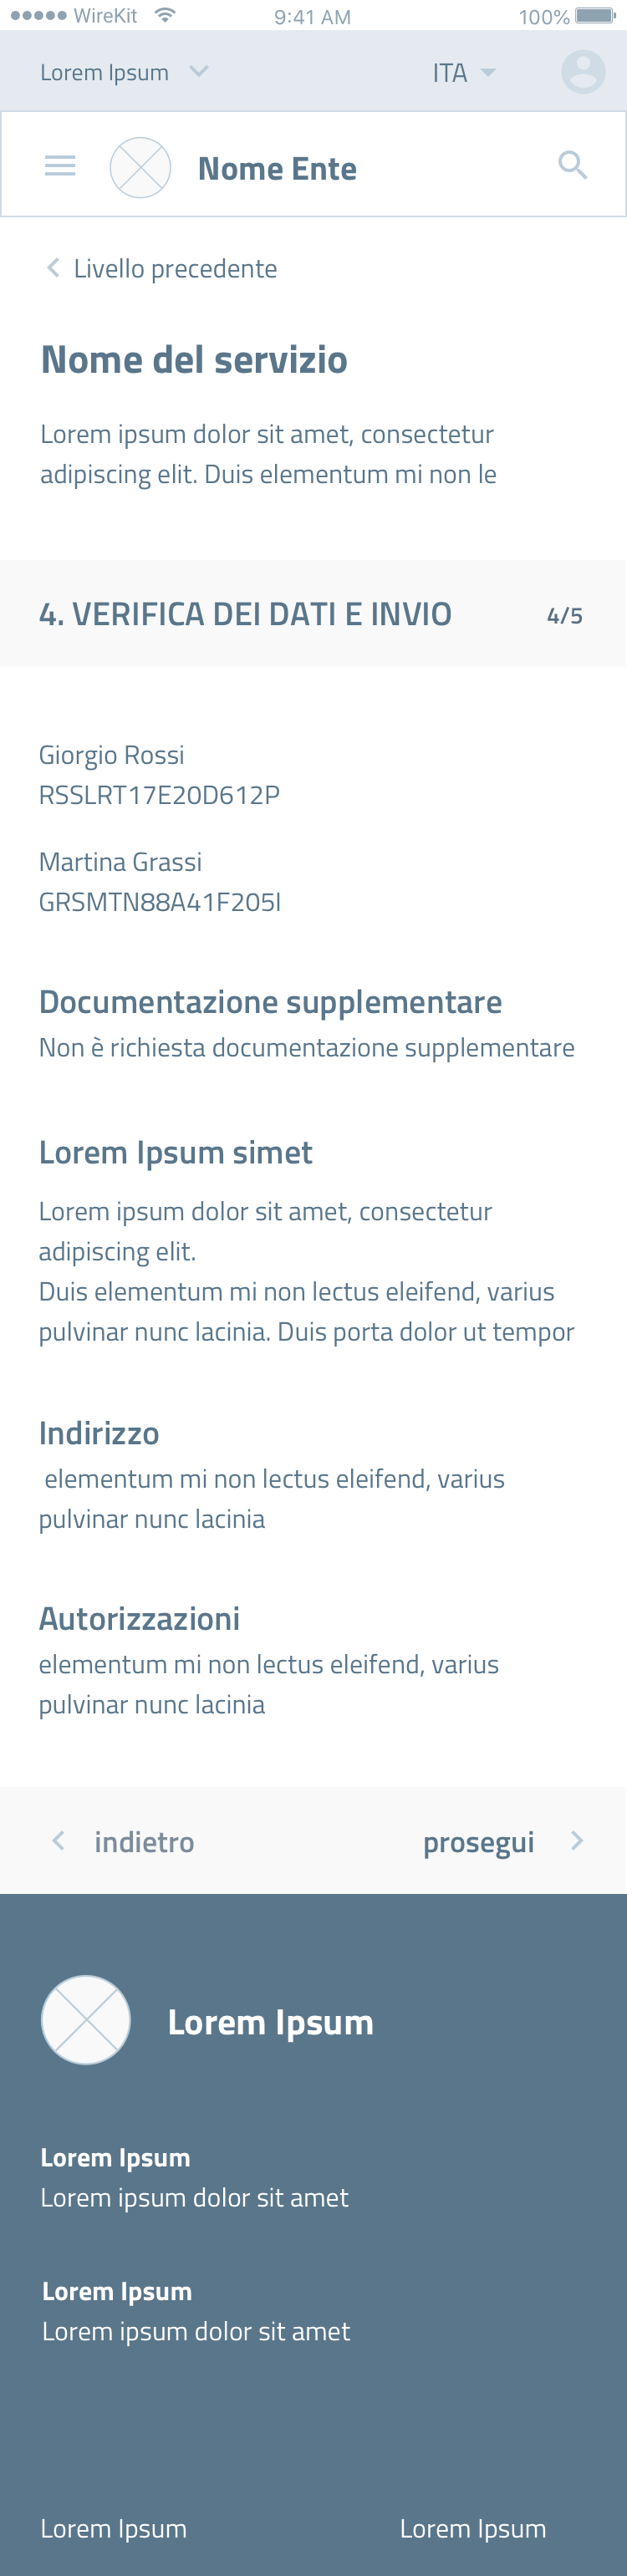 WireKit
9:41 AM
100%
Lorem Ipsum
ITA
Nome Ente
Livello precedente
Nome del servizio
Lorem ipsum dolor sit amet, consectetur
adipiscing elit. Duis elementum mi non le
4. VERIFICA DEI DATI E INVIO
4/5
Giorgio Rossi
RSSLRT17E20D612P
Martina Grassi
GRSMTN88A41F205I
Documentazione supplementare
Non è richiesta documentazione supplementare
Lorem Ipsum simet
Lorem ipsum dolor sit amet, consectetur
adipiscing elit.
Duis elementum mi non lectus eleifend, varius
pulvinar nunc lacinia. Duis porta dolor ut tempor
Indirizzo
elementum mi non lectus eleifend, varius
pulvinar nunc lacinia
Autorizzazioni
elementum mi non lectus eleifend, varius
pulvinar nunc lacinia
indietro
prosegui
Lorem Ipsum
Lorem Ipsum
Lorem ipsum dolor sit amet
Lorem Ipsum
Lorem ipsum dolor sit amet
Lorem Ipsum
Lorem Ipsum